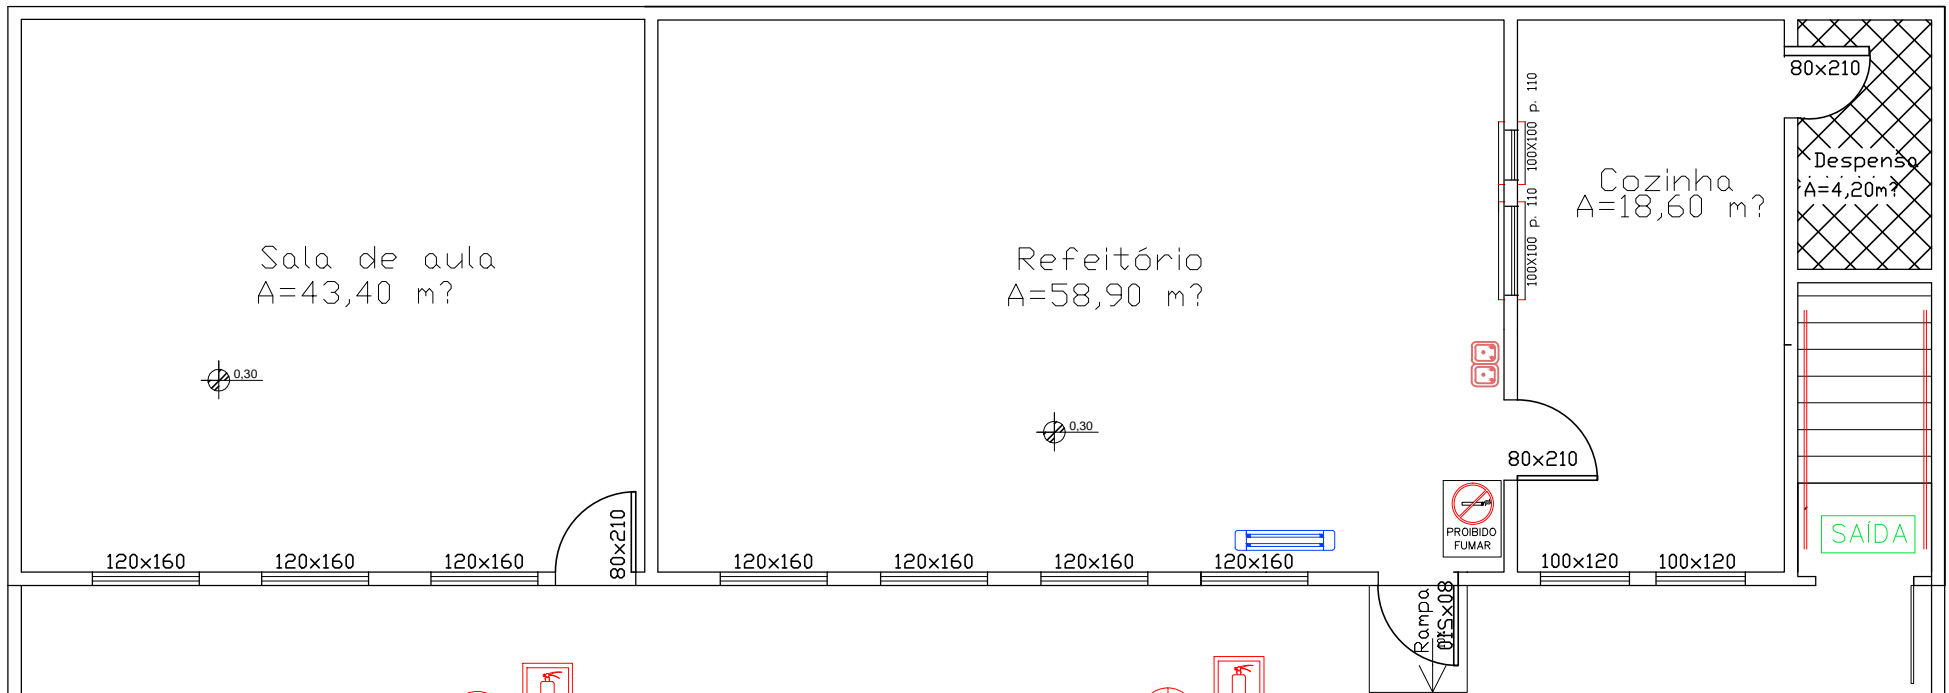 80x210
100X100 p. 110
Despensa
A=4,20m?
Cozinha
A=18,60 m?
100X100 p. 110
Sala de aula
A=43,40 m?
Refeitório
A=58,90 m?
0,30
0,30
80x210
PROIBIDO
FUMAR
SAÍDA
80x210
120x160
120x160
120x160
120x160
120x160
120x160
120x160
100x120
100x120
Rampa
80x210